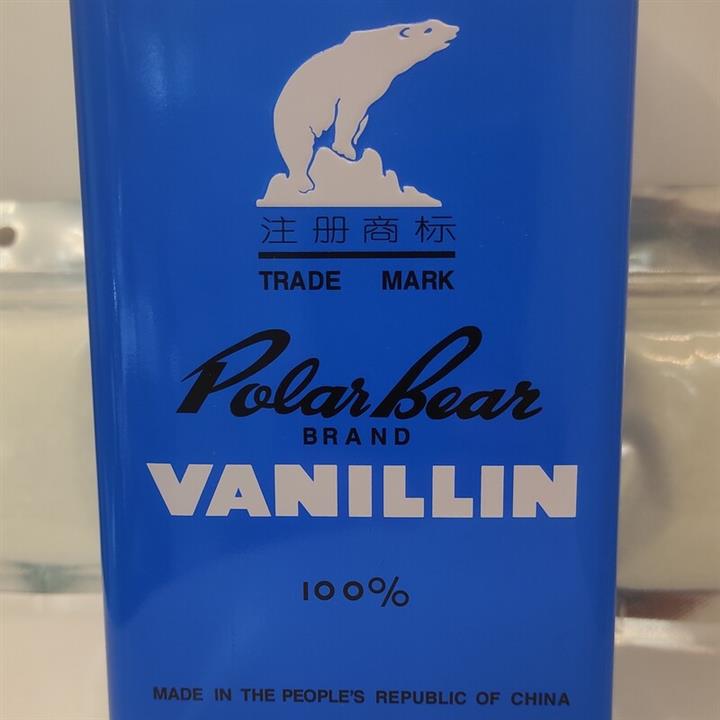 注册商标
TRADE MARK
Polar Bear
BRAND
VANILLIN
100%
MADE IN THE PEOPLE'S REPUBLIC OF CHINA